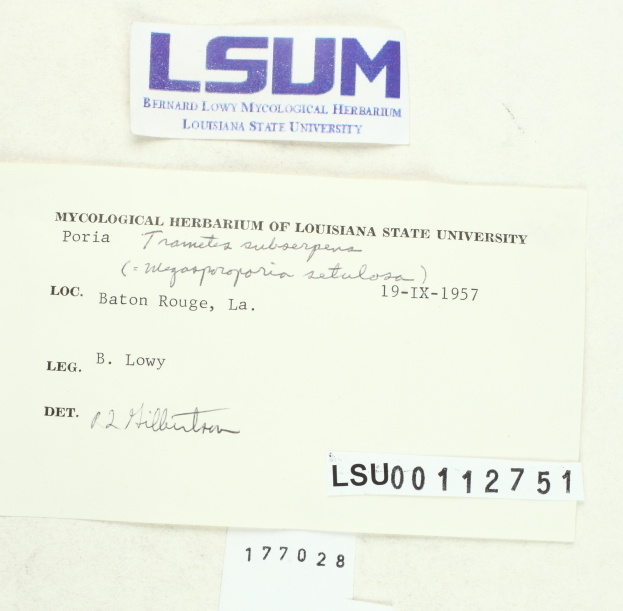 LSUM
BERNARD LOWY MYCOLOGICAL HERBARIUM
LOUISIANA STATE UNIVERSITY
MYCOLOGICAL HERBARIUM OF LOUISIANA STATE UNIVERSITY
Poria Trametes subserpens
(= Megasporoporia setulosa)
LOC. Baton Rouge, La. 19-IX-1957
LEG. B. Lowy
DET. R L Gilbertson
LSU00112751
177028